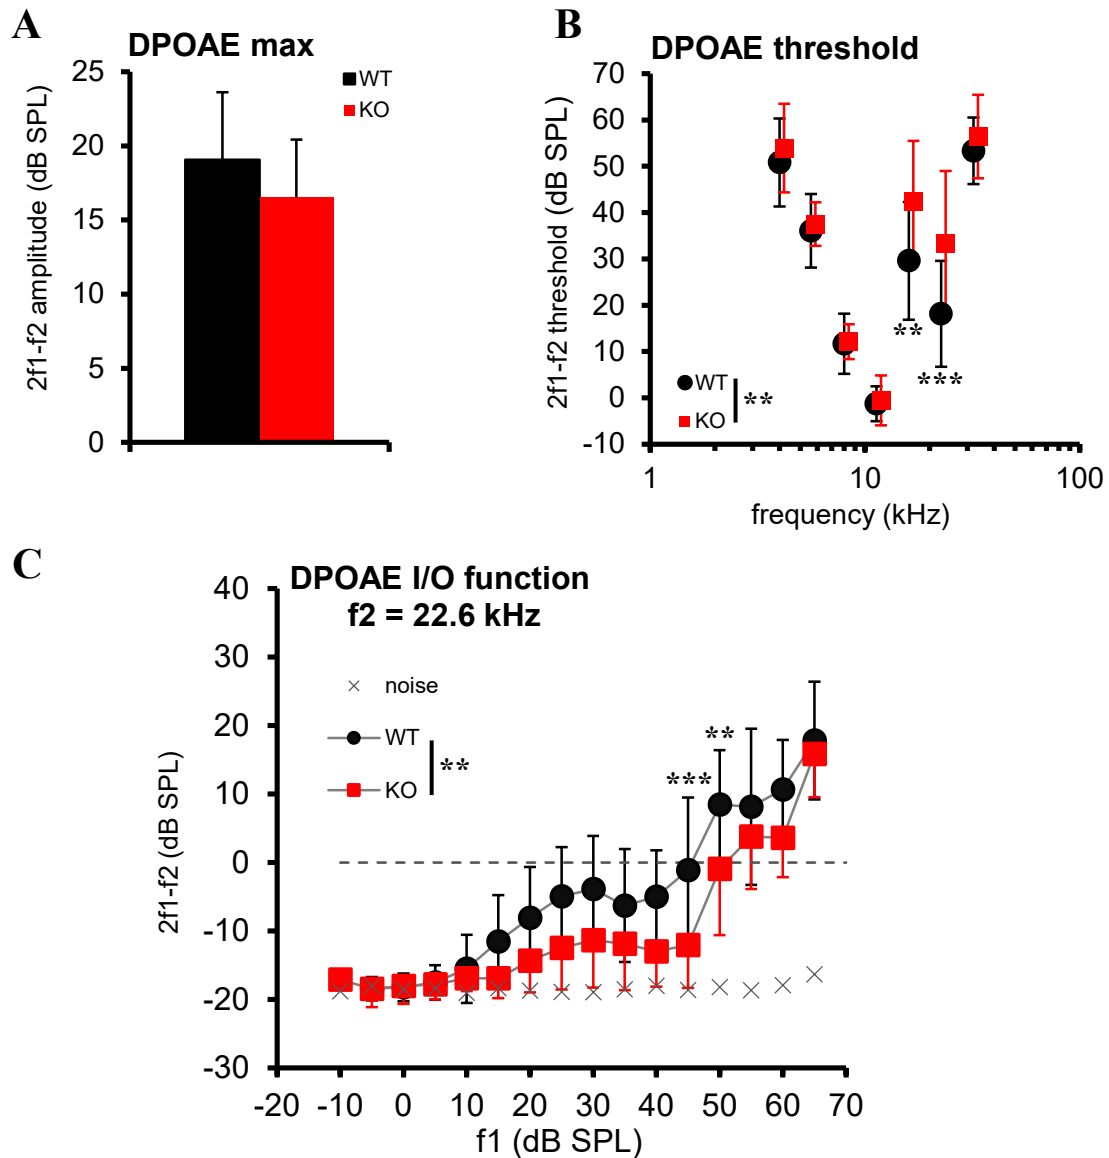 A
DPOAE max
2f1-f2 amplitude (dB SPL)
25
20
15
10
5
0
WT
KO
B
DPOAE threshold
2f1-f2 threshold (dB SPL)
70
60
50
40
30
20
10
0
-10
**
***
WT
KO
**
1
10
100
frequency (kHz)
C
DPOAE I/O function
f2 = 22.6 kHz
2f1-f2 (dB SPL)
40
30
20
10
0
-10
-20
-30
noise
WT
KO
**
***
**
-20 -10 0 10 20 30 40 50 60 70
f1 (dB SPL)